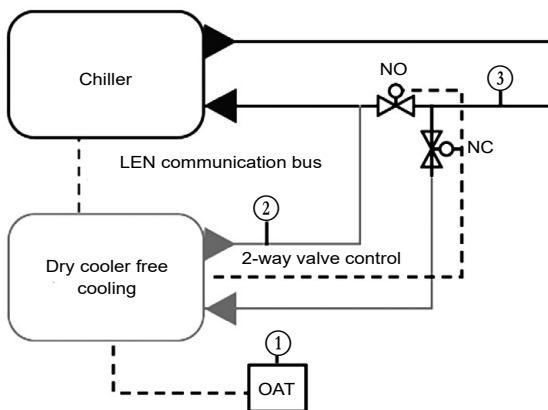 NO
③
Chiller
NC
LEN communication bus
②
2-way valve control
Dry cooler free
cooling
①
OAT